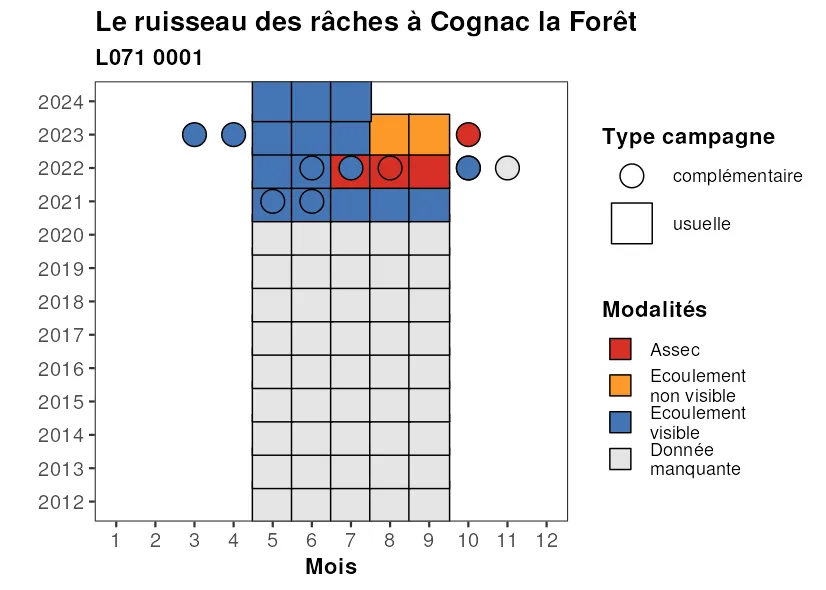 Le ruisseau des râches à Cognac la Forêt
L071 0001
2024
2023
2022
2021
2020
2019
2018
2017
2016
2015
2014
2013
2012
1 2 3 4 5 6 7 8 9 10 11 12
Mois
Type campagne
complémentaire
usuelle
Modalités
Assec
Ecoulement
non visible
Ecoulement
visible
Donnée
manquante